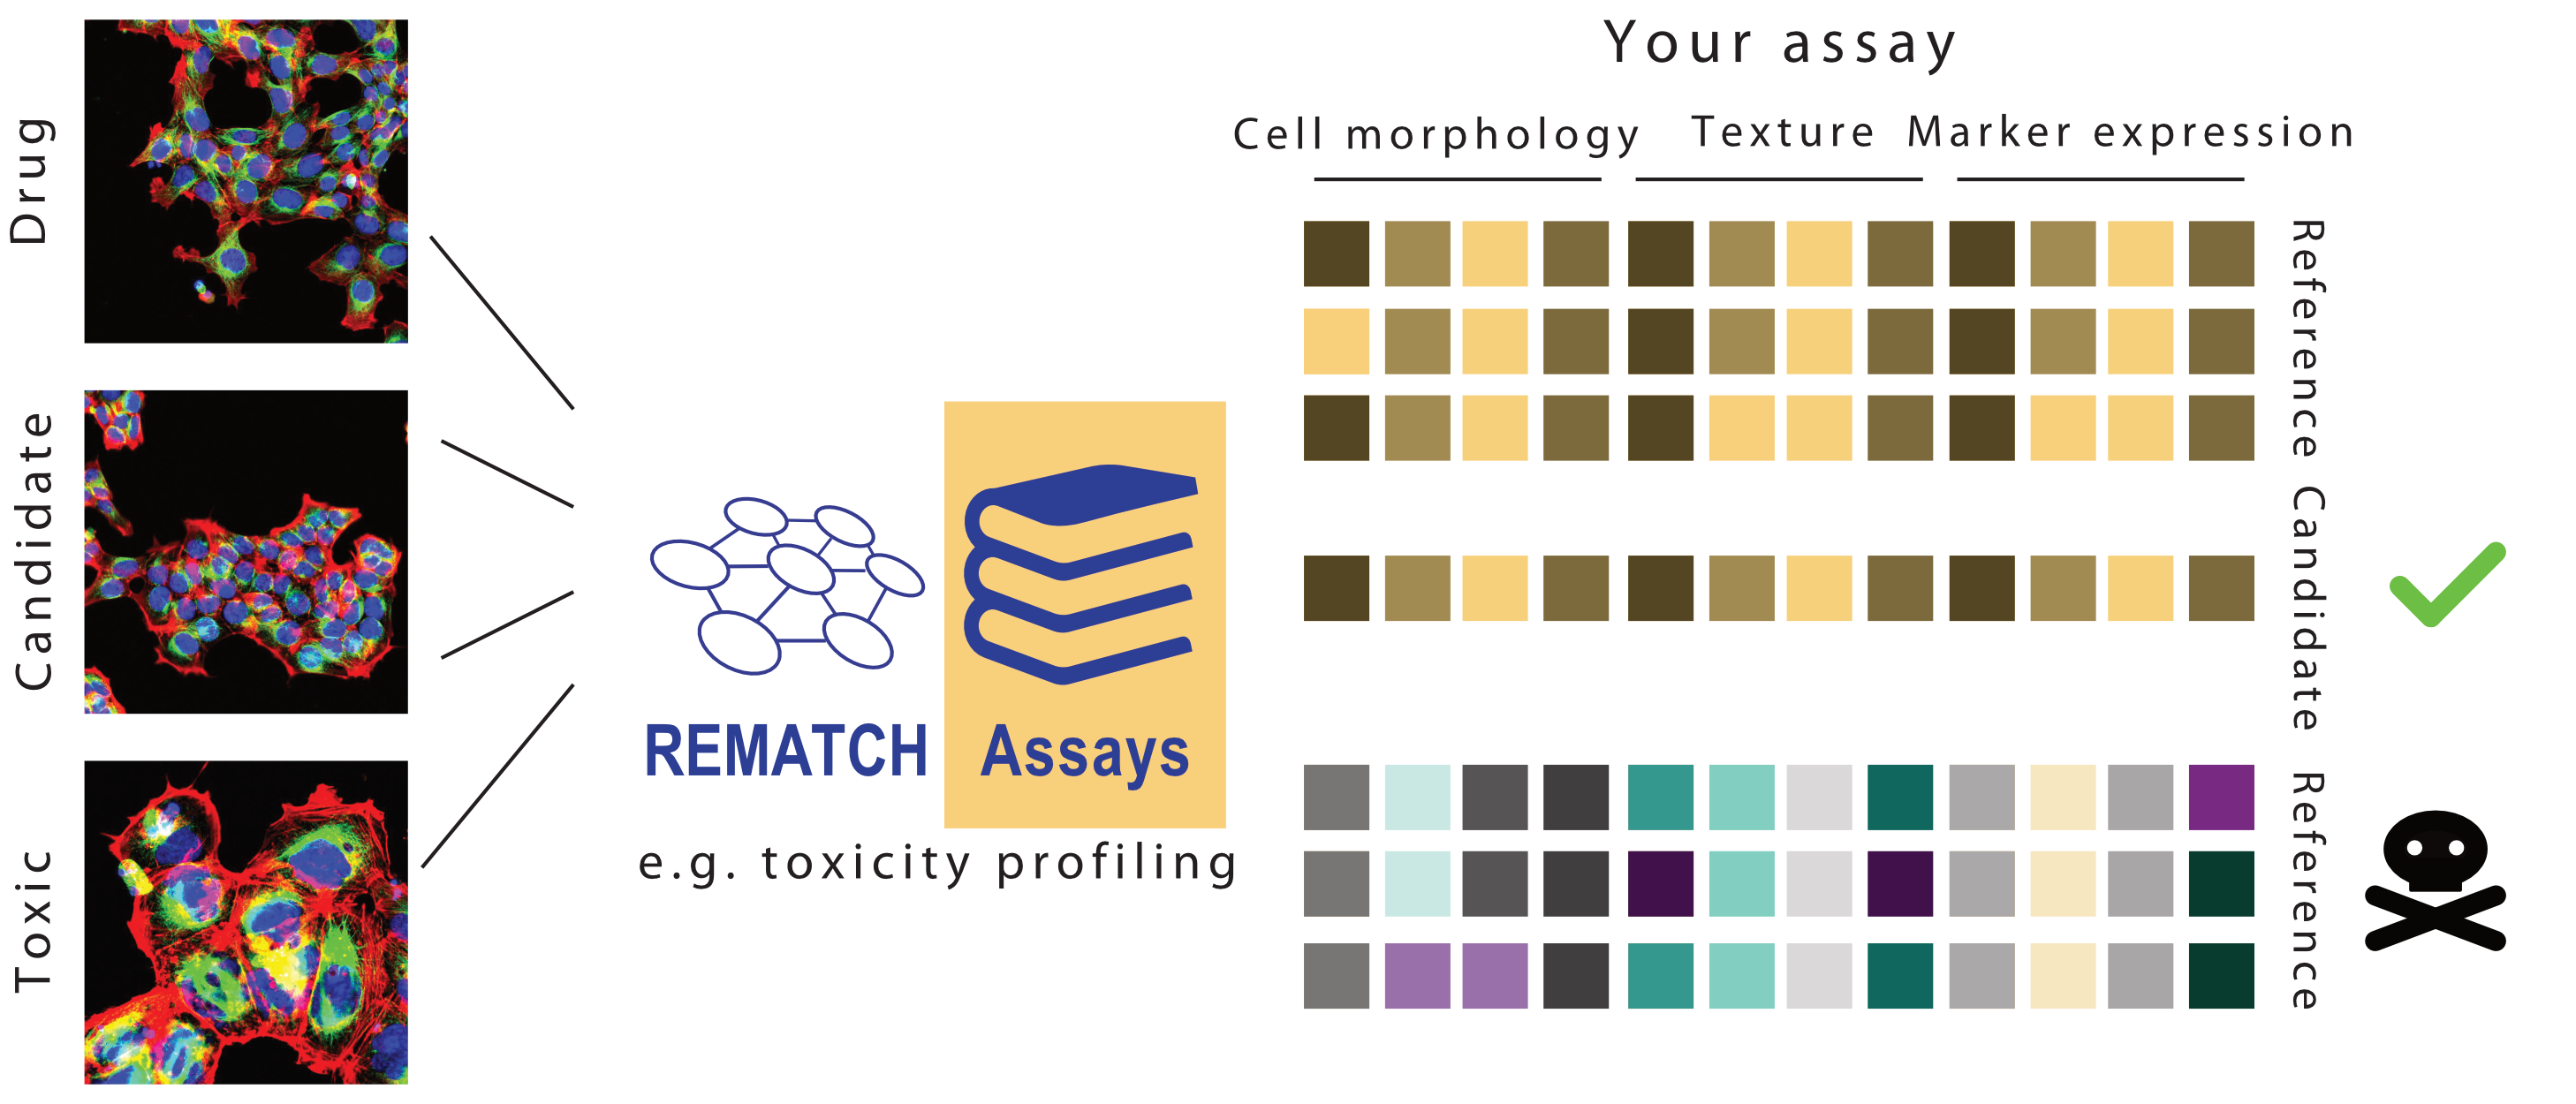 Drug
Candidate
Toxic
REMATCH Assays
e.g. toxicity profiling
Your assay
Cell morphology Texture Marker expression
Reference
Candidate
Reference